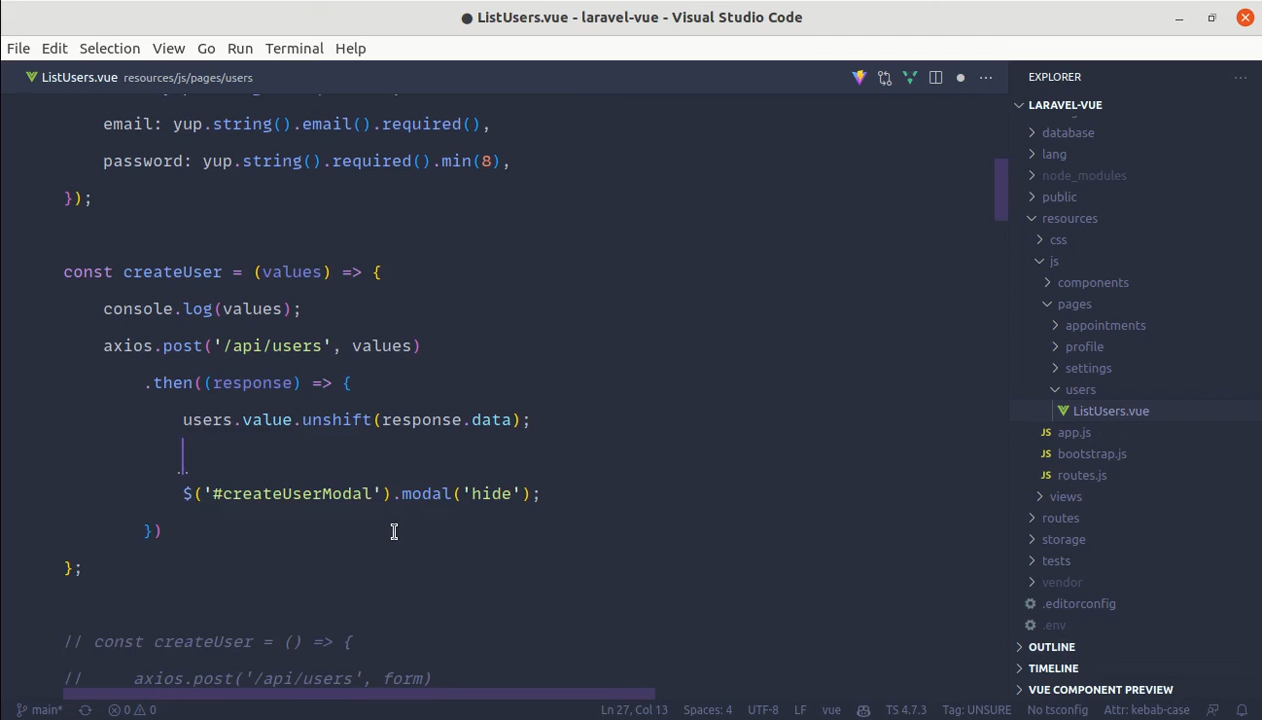 ● ListUsers.vue - laravel-vue - Visual Studio Code
File Edit Selection View Go Run Terminal Help
ListUsers.vue resources/js/pages/users
email: yup.string().email().required(),
password: yup.string().required().min(8),
});
const createUser = (values) => {
console.log(values);
axios.post('/api/users', values)
.then((response) => {
users.value.unshift(response.data);
$('#createUserModal').modal('hide');
})
};
// const createUser = () => {
// axios.post('/api/users', form)
EXPLORER
LARAVEL-VUE
database
lang
node_modules
public
resources
css
js
components
pages
appointments
profile
settings
users
ListUsers.vue
JS app.js
JS bootstrap.js
JS routes.js
views
routes
storage
tests
vendor
.editorconfig
.env
OUTLINE
TIMELINE
VUE COMPONENT PREVIEW
main* 0 0 Ln 27, Col 13 Spaces: 4 UTF-8 LF vue TS 4.7.3 Tag: UNSURE No tsconfig Attr: kebab-case